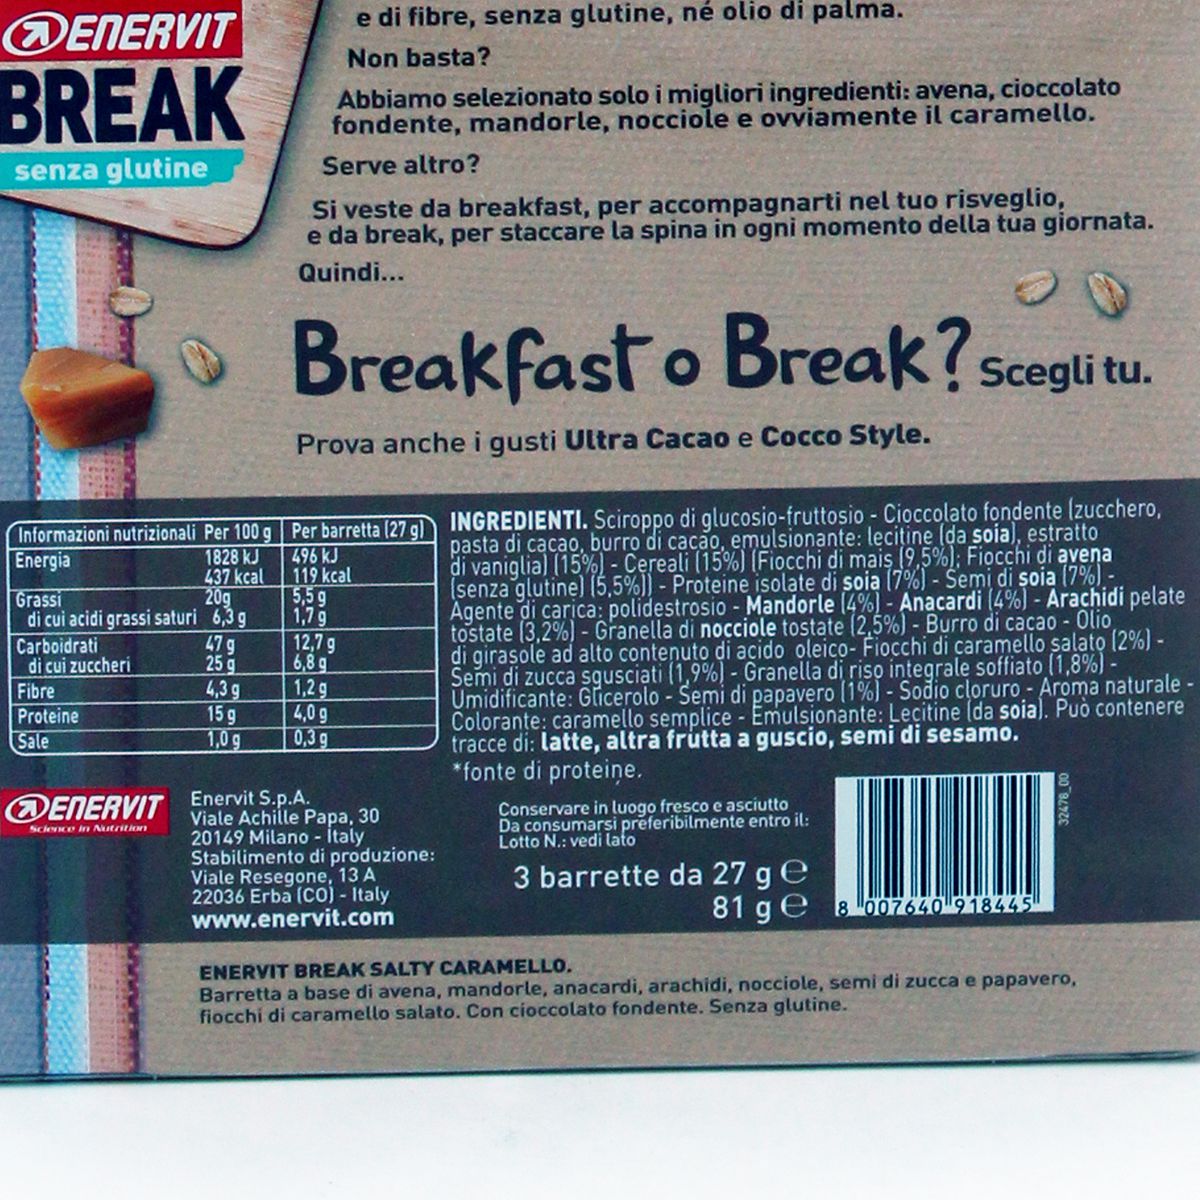 ENERVIT
BREAK
senza glutine
e di fibre, senza glutine, né olio di palma.
Non basta?
Abbiamo selezionato solo i migliori ingredienti: avena, cioccolato
fondente, mandorle, nocciole e ovviamente il caramello.
Serve altro?
Si veste da breakfast, per accompagnarti nel tuo risveglio,
e da break, per staccare la spina in ogni momento della tua giornata.
Quindi...
Breakfast o Break? Scegli tu.
Prova anche i gusti Ultra Cacao e Cocco Style.
Informazioni nutrizionali Per 100 g Per barretta (27 g)
Energia 1828 kJ 496 kJ
437 kcal 119 kcal
Grassi 20g 5,5 g
di cui acidi grassi saturi 6,3 g 1,7 g
Carboidrati 47 g 12,7 g
di cui zuccheri 25 g 6,8 g
Fibre 4,3 g 1,2 g
Proteine 15 g 4,0 g
Sale 1,0 g 0,3 g
INGREDIENTI. Sciroppo di glucosio-fruttosio - Cioccolato fondente (zucchero,
pasta di cacao, burro di cacao, emulsionante: lecitine (da soia), estratto
di vaniglia) (15%) - Cereali (15%) (Fiocchi di mais (9,5%); Fiocchi di avena
(senza glutine) (5,5%)) - Proteine isolate di soia (7%) - Semi di soia (7%) -
Agente di carica: polidestrosio - Mandorle (4%) - Anacardi (4%) - Arachidi pelate
tostate (3,2%) - Granella di nocciole tostate (2,5%) - Burro di cacao - Olio
di girasole ad alto contenuto di acido oleico- Fiocchi di caramello salato (2%) -
Semi di zucca sgusciati (1,9%) - Granella di riso integrale soffiato (1,8%) -
Umidificante: Glicerolo - Semi di papavero (1%) - Sodio cloruro - Aroma naturale -
Colorante: caramello semplice - Emulsionante: Lecitine (da soia). Può contenere
tracce di: latte, altra frutta a guscio, semi di sesamo.
*fonte di proteine.
ENERVIT
Science in Nutrition
Enervit S.p.A.
Viale Achille Papa, 30
20149 Milano - Italy
Stabilimento di produzione:
Viale Resegone, 13 A
22036 Erba (CO) - Italy
www.enervit.com
Conservare in luogo fresco e asciutto
Da consumarsi preferibilmente entro il:
Lotto N.: vedi lato
3 barrette da 27 g ℮
81 g ℮
8 007640 918445
32478_00
ENERVIT BREAK SALTY CARAMELLO.
Barretta a base di avena, mandorle, anacardi, arachidi, nocciole, semi di zucca e papavero,
fiocchi di caramello salato. Con cioccolato fondente. Senza glutine.